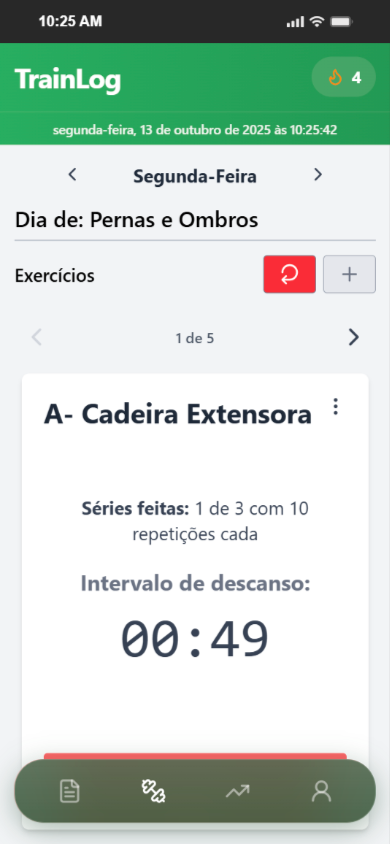 10:25 AM
TrainLog
4
segunda-feira, 13 de outubro de 2025 às 10:25:42
Segunda-Feira
Dia de: Pernas e Ombros
Exercícios
1 de 5
A- Cadeira Extensora
Séries feitas: 1 de 3 com 10
repetições cada
Intervalo de descanso:
00:49